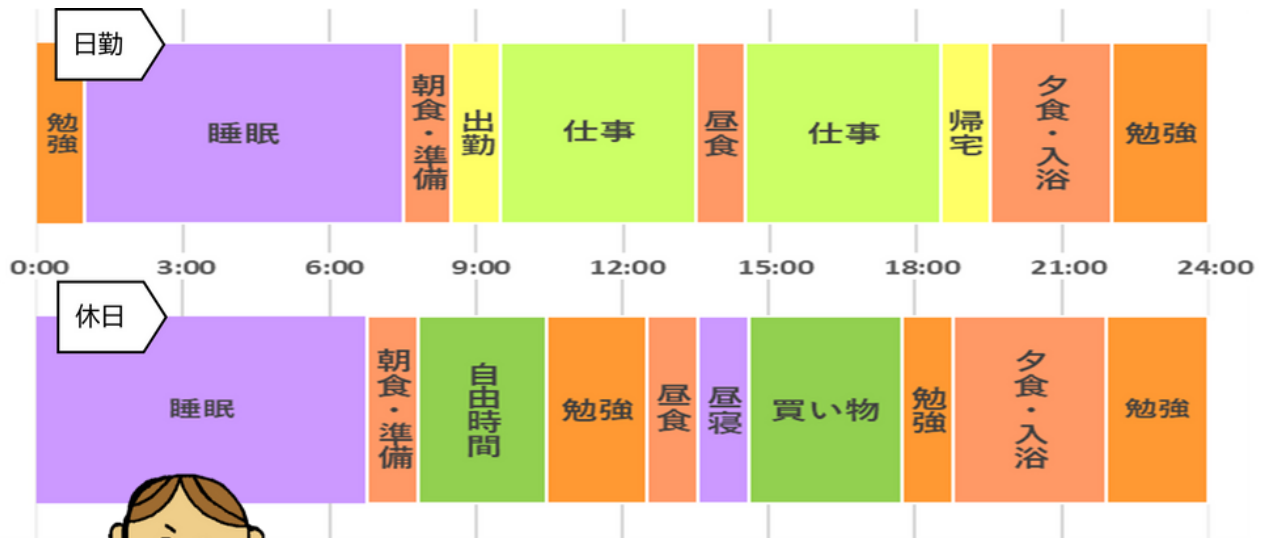 日勤
勉強
睡眠
朝食・準備
出勤
仕事
昼食
仕事
帰宅
夕食・入浴
勉強
0:00 3:00 6:00 9:00 12:00 15:00 18:00 21:00 24:00
休日
睡眠
朝食・準備
自由時間
勉強
昼食
昼寝
買い物
勉強
夕食・入浴
勉強